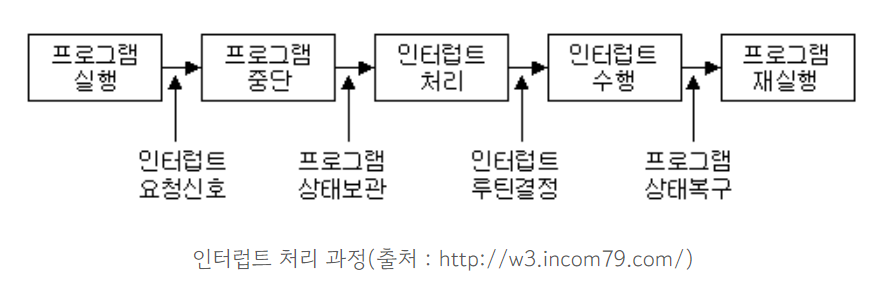 프로그램
실행
프로그램
중단
인터럽트
처리
인터럽트
수행
프로그램
재실행
인터럽트
요청신호
프로그램
상태보관
인터럽트
루틴결정
프로그램
상태복구
인터럽트 처리 과정(출처 : http://w3.incom79.com/)